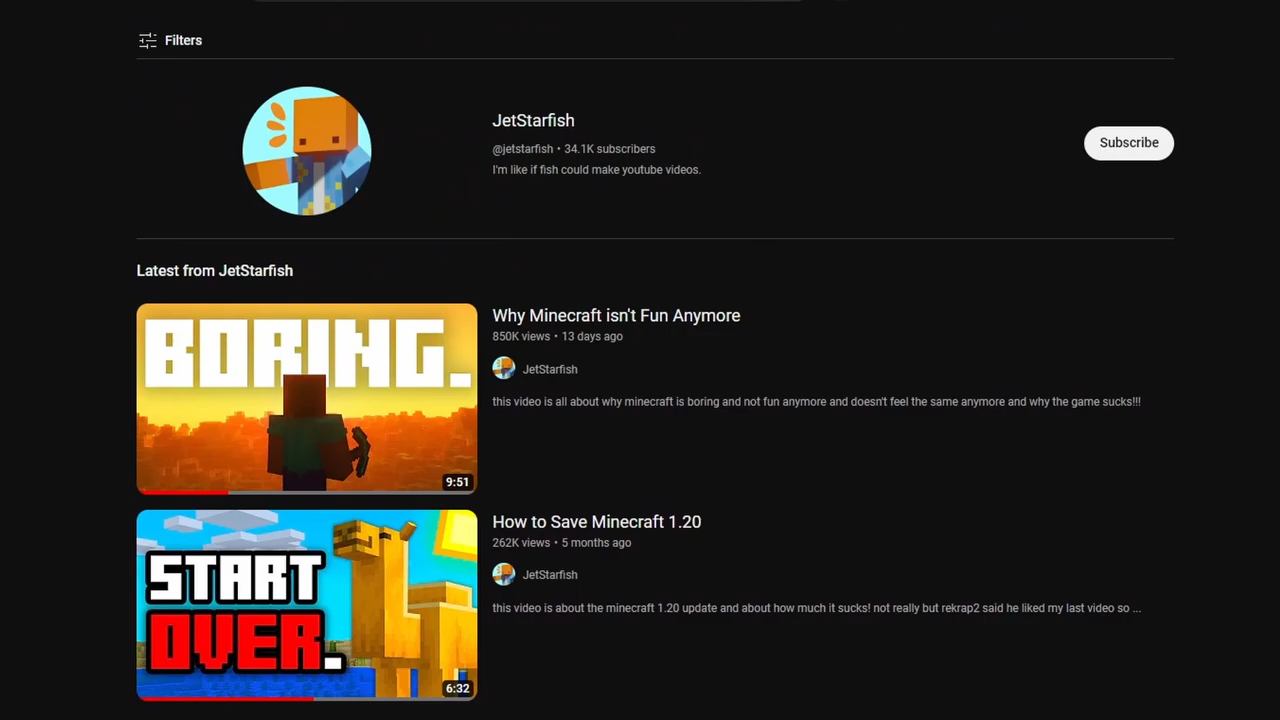 Filters
JetStarfish
@jetstarfish • 34.1K subscribers
I'm like if fish could make youtube videos.
Subscribe
Latest from JetStarfish
BORING.
9:51
Why Minecraft isn't Fun Anymore
850K views • 13 days ago
JetStarfish
this video is all about why minecraft is boring and not fun anymore and doesn't feel the same anymore and why the game sucks!!!
START
OVER.
6:32
How to Save Minecraft 1.20
262K views • 5 months ago
JetStarfish
this video is about the minecraft 1.20 update and about how much it sucks! not really but rekrap2 said he liked my last video so ...